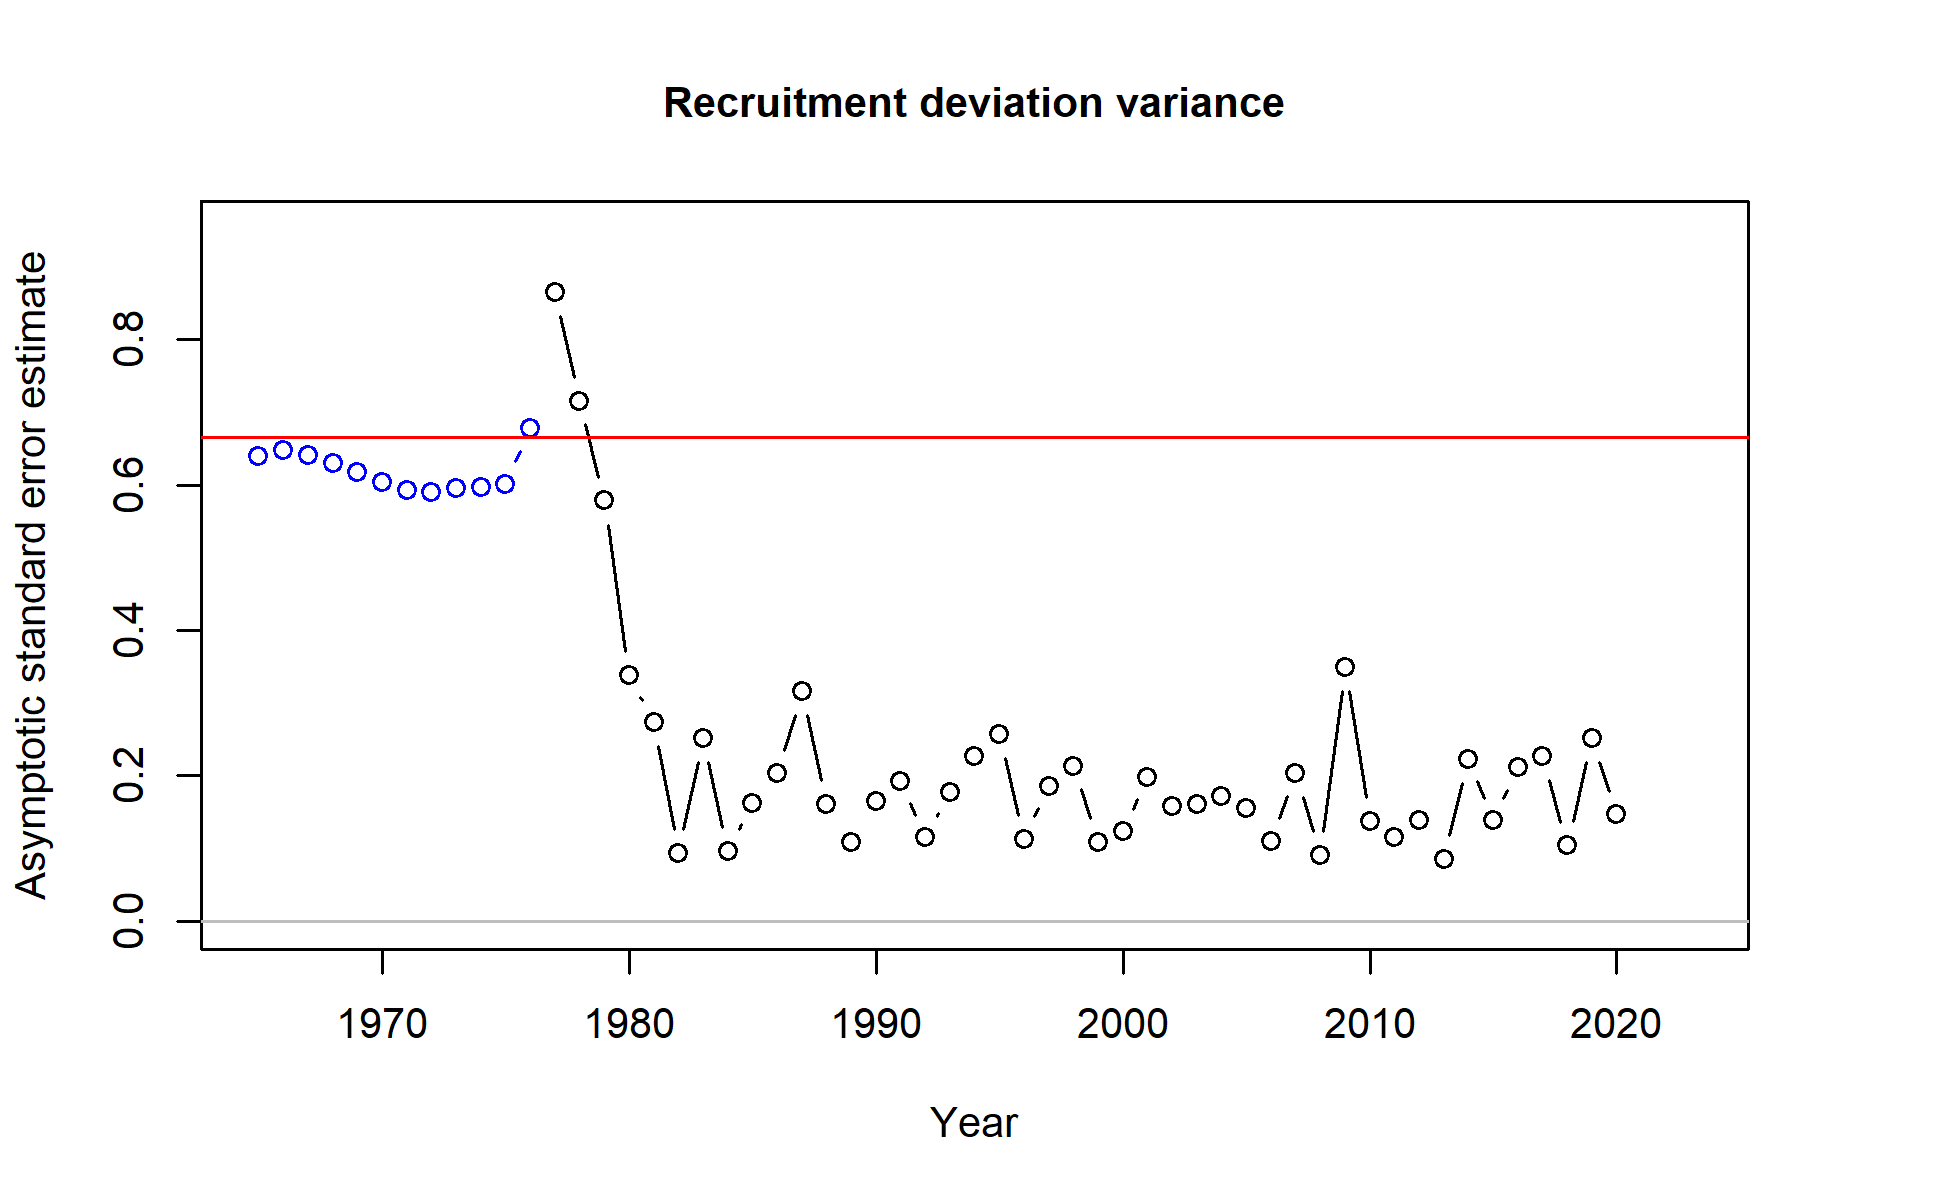 Recruitment deviation variance
Asymptotic standard error estimate
0.8
0.6
0.4
0.2
0.0
1970 1980 1990 2000 2010 2020
Year